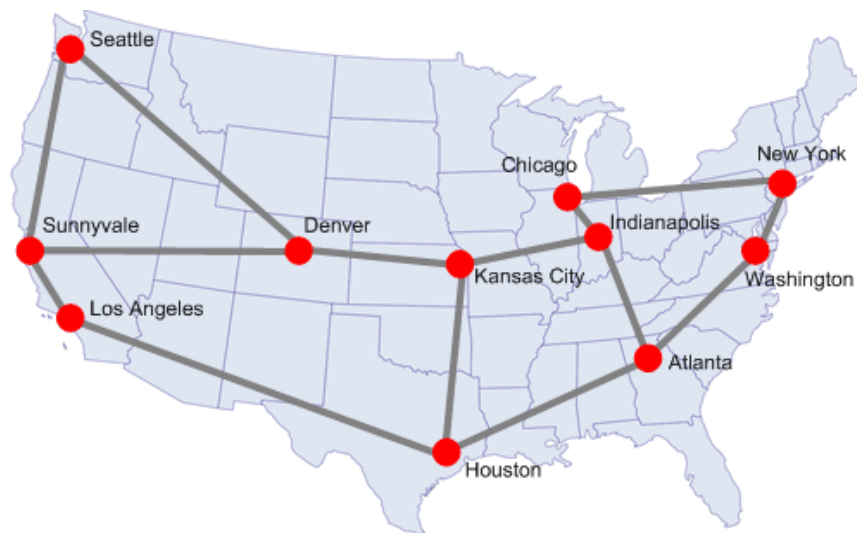 Seattle
New York
Chicago
Sunnyvale
Denver
Indianapolis
Kansas City
Washington
Los Angeles
Atlanta
Houston